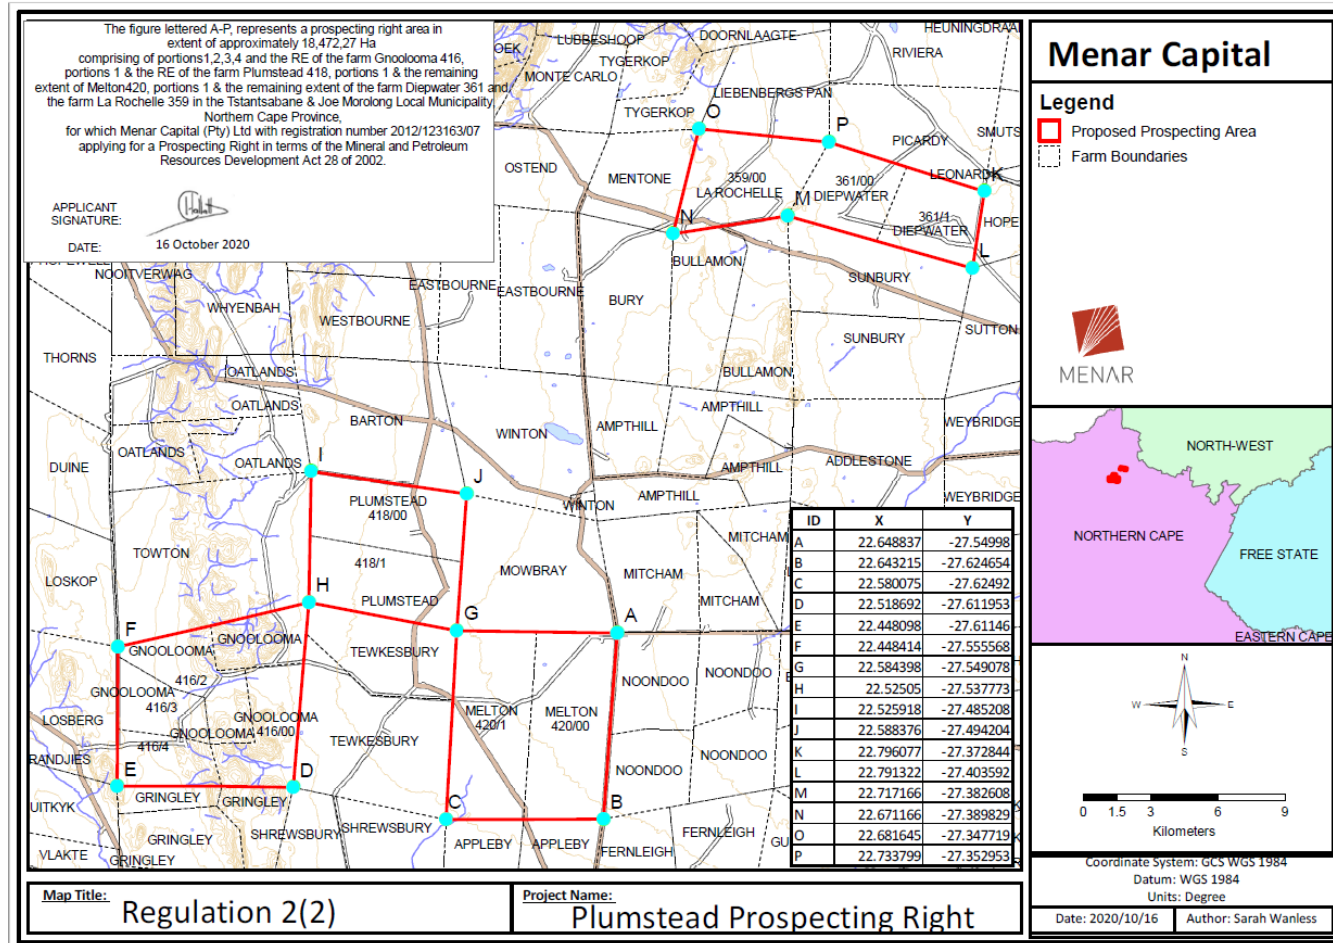 The figure lettered A-P, represents a prospecting right area in
extent of approximately 18,472,27 Ha
comprising of portions1,2,3,4 and the RE of the farm Gnoolooma 416,
portions 1 & the RE of the farm Plumstead 418, portions 1 & the remaining
extent of Melton420, portions 1 & the remaining extent of the farm Diepwater 361 and
the farm La Rochelle 359 in the Tstantsabane & Joe Morolong Local Municipality,
Northern Cape Province,
for which Menar Capital (Pty) Ltd with registration number 2012/123163/07
applying for a Prospecting Right in terms of the Mineral and Petroleum
Resources Development Act 28 of 2002.
APPLICANT
SIGNATURE:
DATE:
16 October 2020
LUBBESHOOP
DOORNLAAGTE
HEUNINGDRAAI
TYGERKOP
RIVIERA
MONTE CARLO
LIEBENBERGS PAN
TYGERKOP
O
P
PICARDY
SMUTS
OSTEND
MENTONE
359/00
LA ROCHELLE
361/00
DIEPWATER
LEONARD
K
M
N
361/1
DIEPWATER
HOPE
L
BULLAMON
SUNBURY
NOOITVERWAG
EASTBOURNE
EASTBOURNE
BURY
WHYENBAH
WESTBOURNE
SUTTON
SUNBURY
THORNS
OATLANDS
BULLAMON
OATLANDS
AMPTHILL
BARTON
WEYBRIDGE
WINTON
AMPTHILL
OATLANDS
I
OATLANDS
DUINE
ADDLESTONE
AMPTHILL
J
PLUMSTEAD
418/00
WINTON
AMPTHILL
WEYBRIDGE
MITCHAM
TOWTON
418/1
MOWBRAY
MITCHAM
LOSKOP
H
PLUMSTEAD
MITCHAM
G
A
F
GNOOLOOMA
GNOOLOOMA
TEWKESBURY
416/2
NOONDOO
NOONDOO
GNOOLOOMA
416/3
LOSBERG
GNOOLOOMA
416/00
GNOOLOOMA
MELTON
420/1
MELTON
420/00
416/4
TEWKESBURY
NOONDOO
RANDJIES
NOONDOO
E
D
GRINGLEY
GRINGLEY
C
B
UITKYK
SHREWSBURY
SHREWSBURY
GRINGLEY
APPLEBY
APPLEBY
FERNLEIGH
FERNLEIGH
VLAKTE
GRINGLEY
ID X Y
A 22.648837 -27.54998
B 22.643215 -27.624654
C 22.580075 -27.62492
D 22.518692 -27.611953
E 22.448098 -27.61146
F 22.448414 -27.555568
G 22.584398 -27.549078
H 22.52505 -27.537773
I 22.525918 -27.485208
J 22.588376 -27.494204
K 22.796077 -27.372844
L 22.791322 -27.403592
M 22.717166 -27.382608
N 22.671166 -27.389829
O 22.681645 -27.347719
P 22.733799 -27.352953
Map Title:
Regulation 2(2)
Project Name:
Plumstead Prospecting Right
Menar Capital
Legend
Proposed Prospecting Area
Farm Boundaries
MENAR
NORTH-WEST
NORTHERN CAPE
FREE STATE
EASTERN CAPE
N
W E
S
0 1.5 3 6 9
Kilometers
Coordinate System: GCS WGS 1984
Datum: WGS 1984
Units: Degree
Date: 2020/10/16
Author: Sarah Wanless